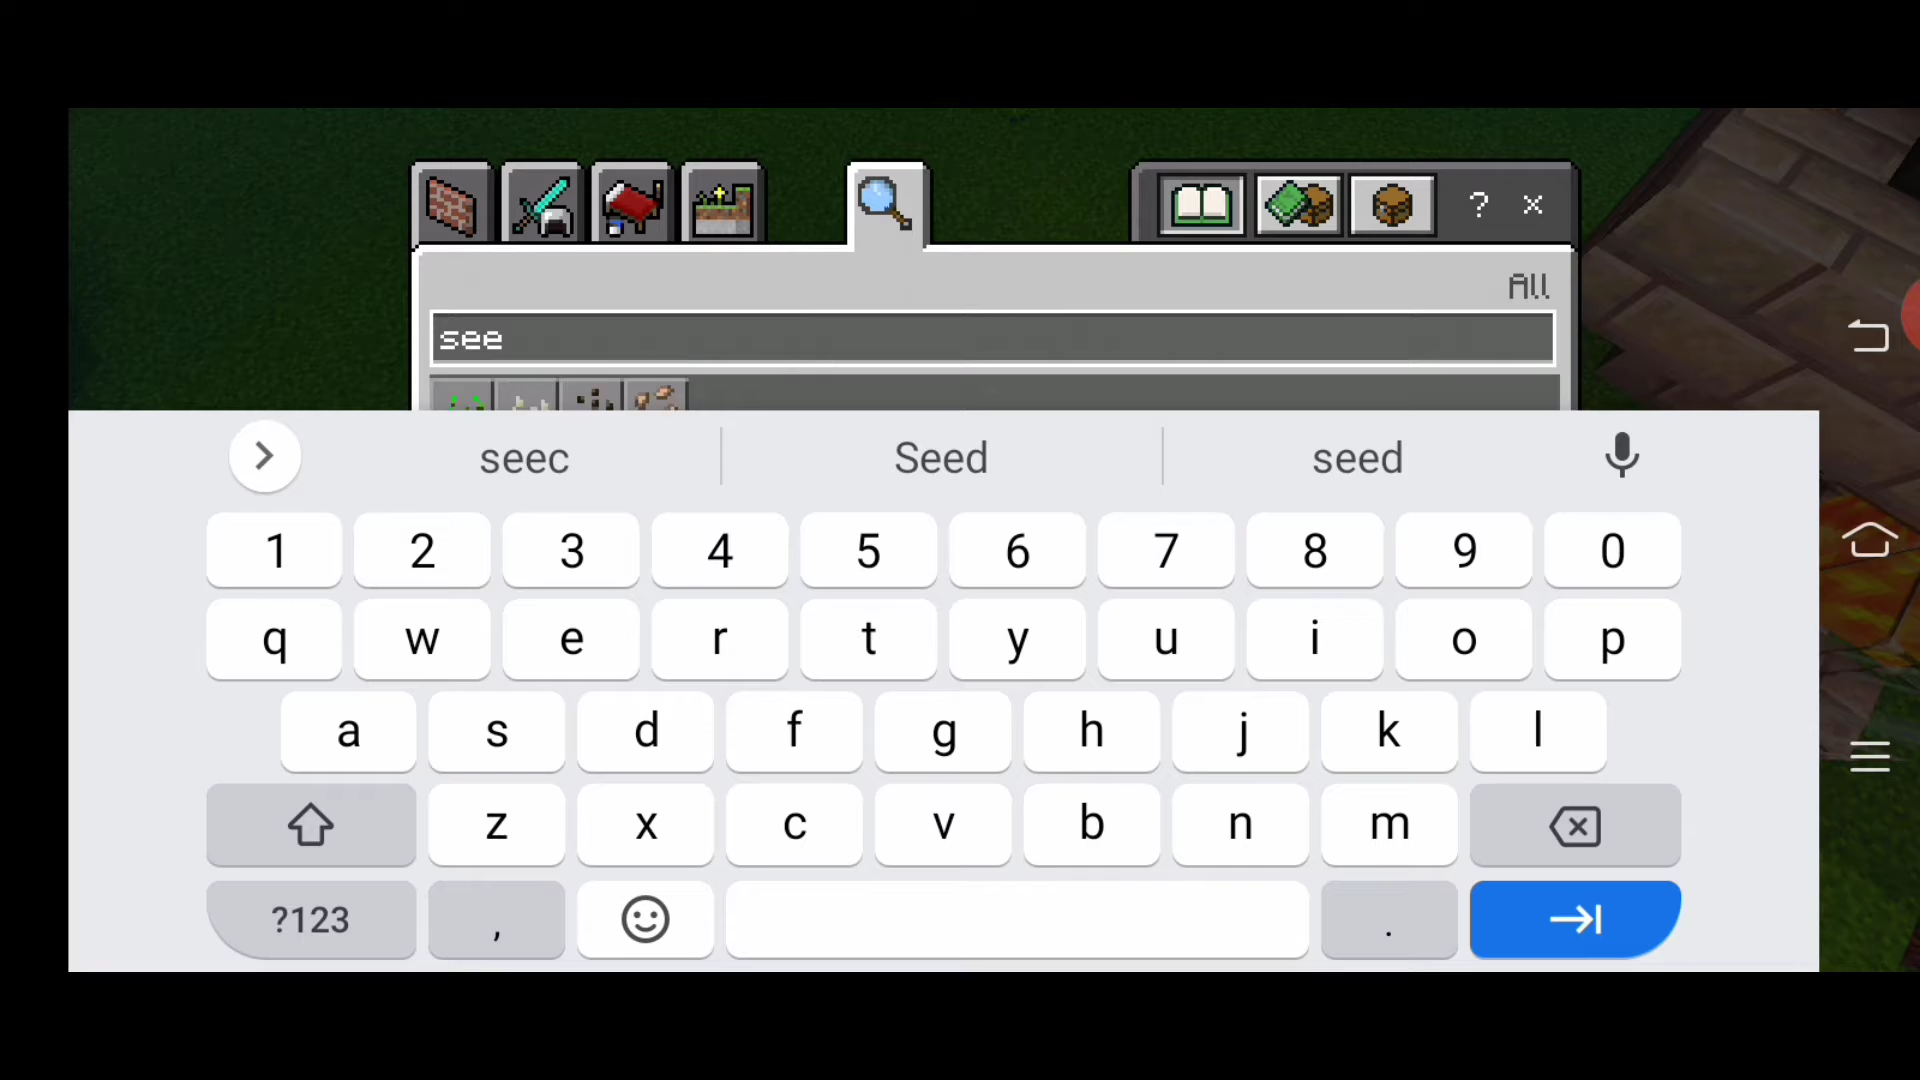 ? ×
All
see
seec Seed seed
1 2 3 4 5 6 7 8 9 0
q w e r t y u i o p
a s d f g h j k l
z x c v b n m
?123 , .